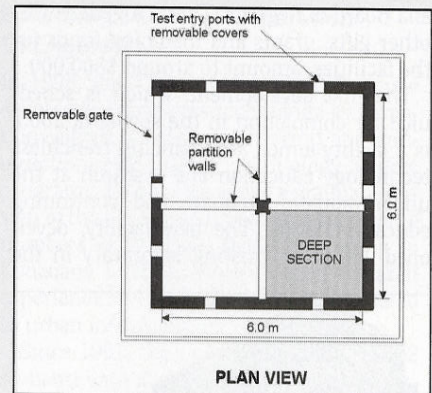 Test entry ports with
removable covers
Removable gate
Removable
partition
walls
6.0 m
DEEP
SECTION
6.0 m
PLAN VIEW